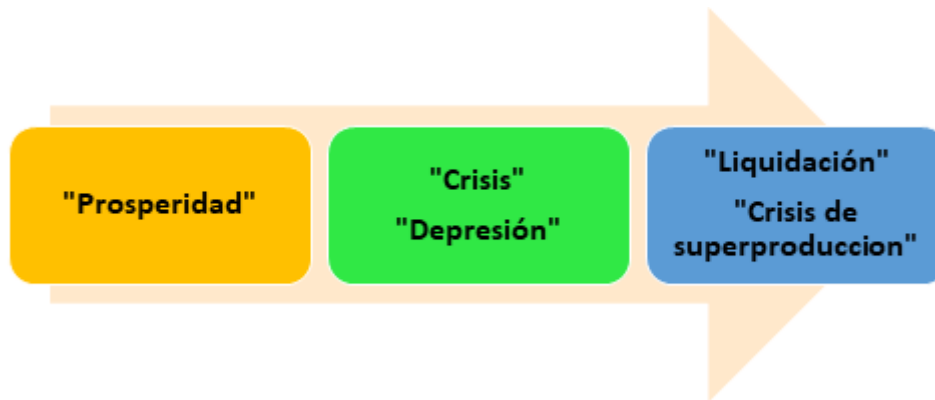 "Prosperidad"
"Crisis"
"Depresión"
"Liquidación"
"Crisis de
superproduccion"